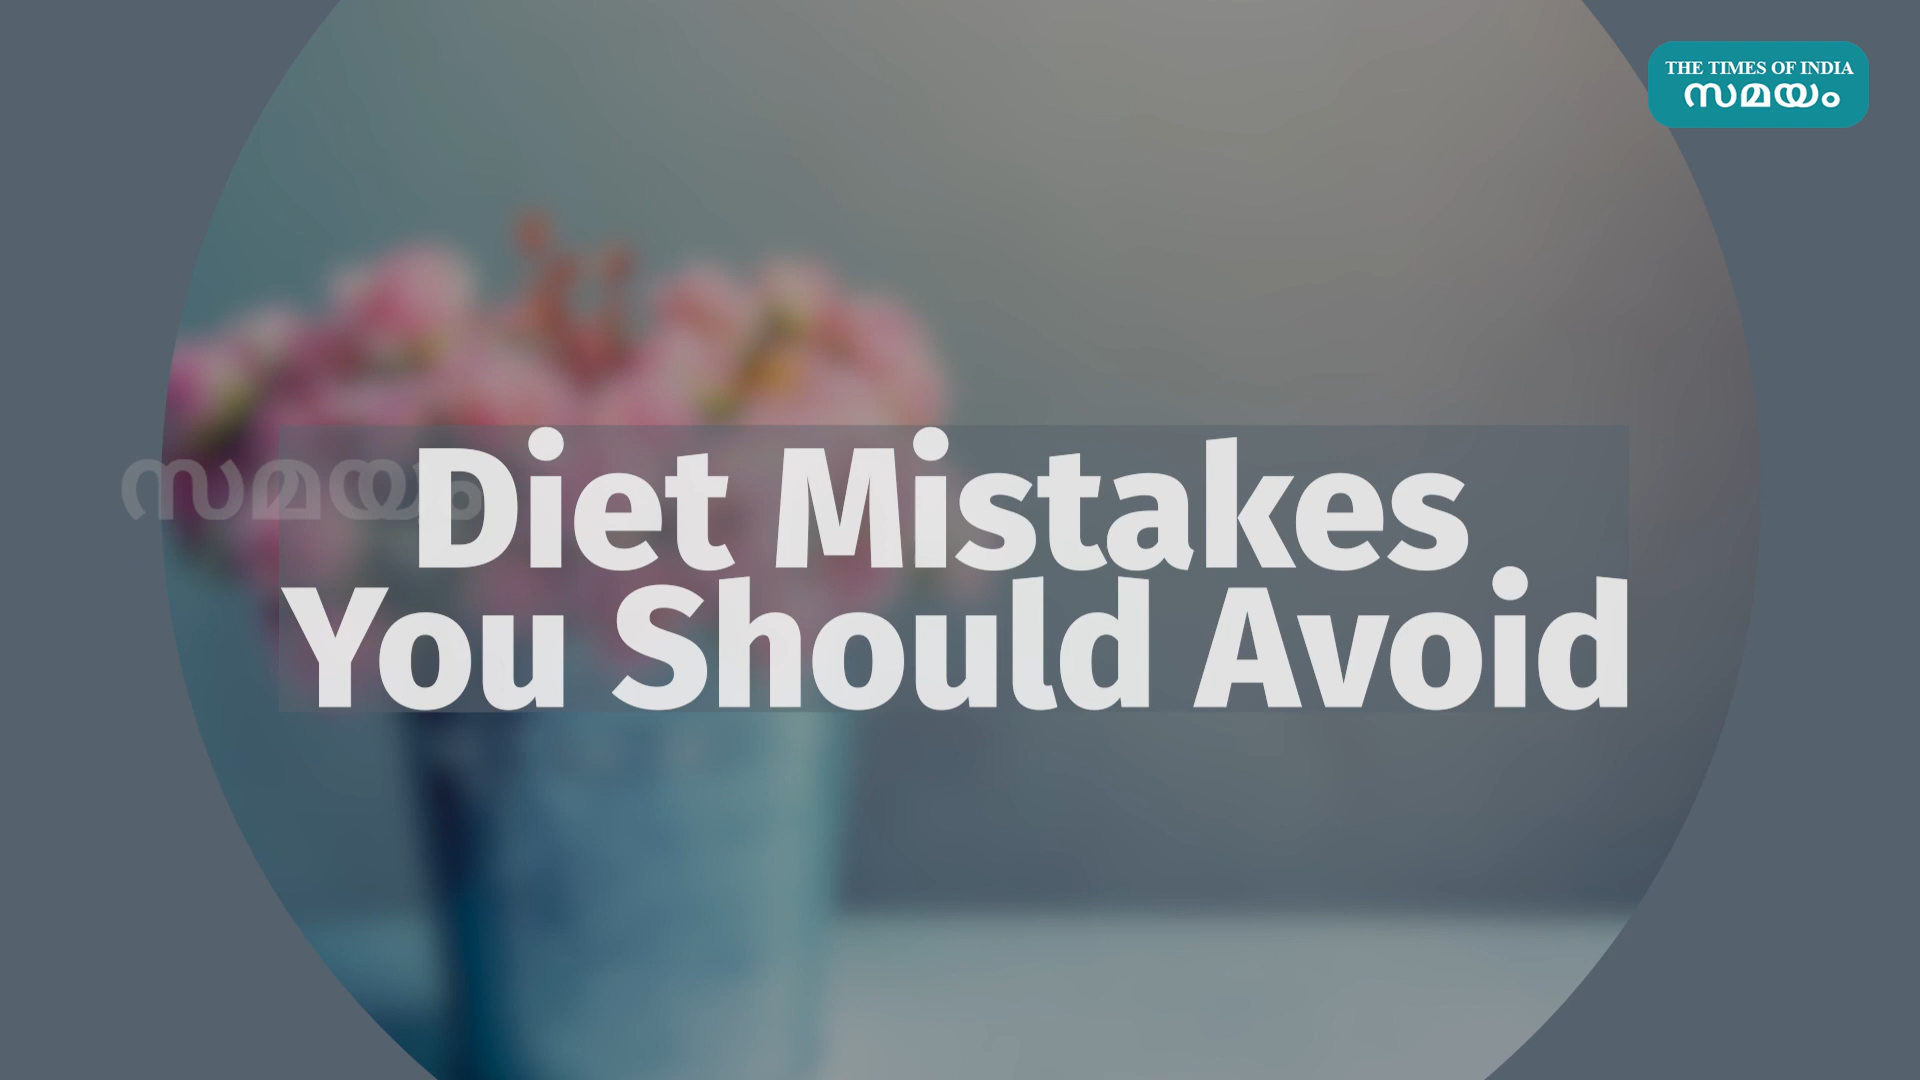 THE TIMES OF INDIA
സമയം
Diet Mistakes
സമയം
You Should Avoid